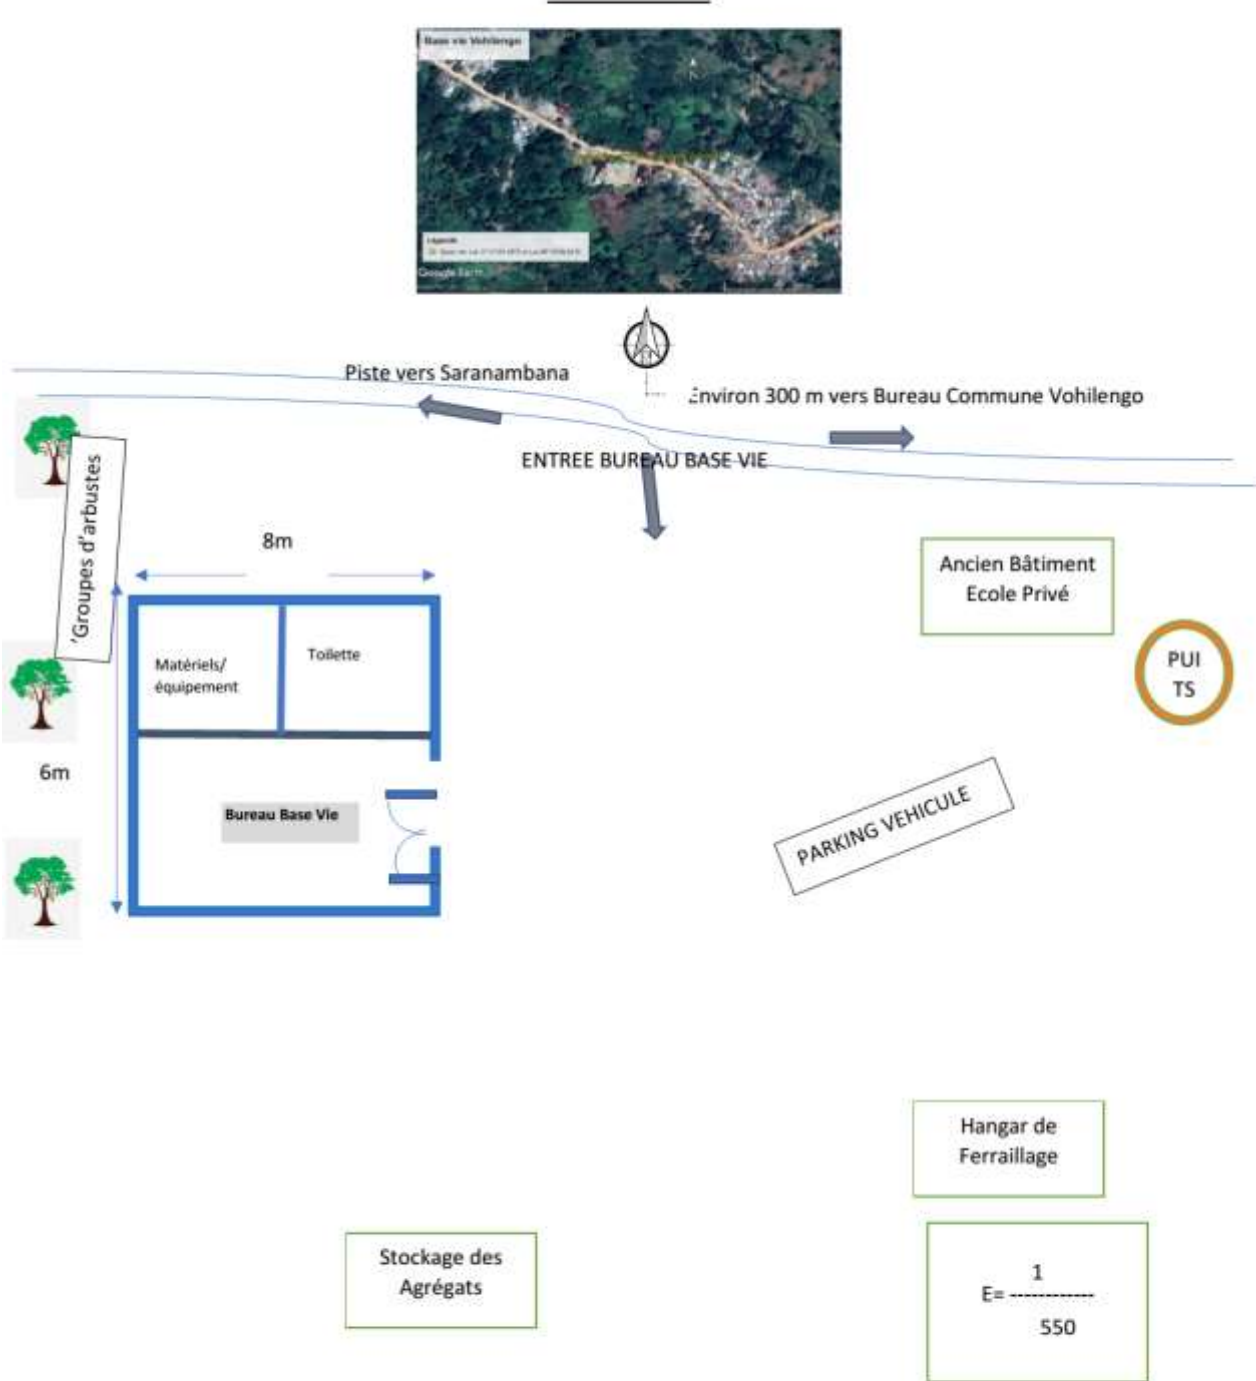 Base vie Vohilengo
Légende
Google Earth
Piste vers Saranambana
Environ 300 m vers Bureau Commune Vohilengo
ENTREE BUREAU BASE VIE
'Groupes d'arbustes
8m
Ancien Bâtiment
Ecole Privé
Matériels/
équipement
Toilette
PUI
TS
6m
Bureau Base Vie
PARKING VEHICULE
Hangar de
Ferraillage
Stockage des
Agrégats
1
E= ------------
550